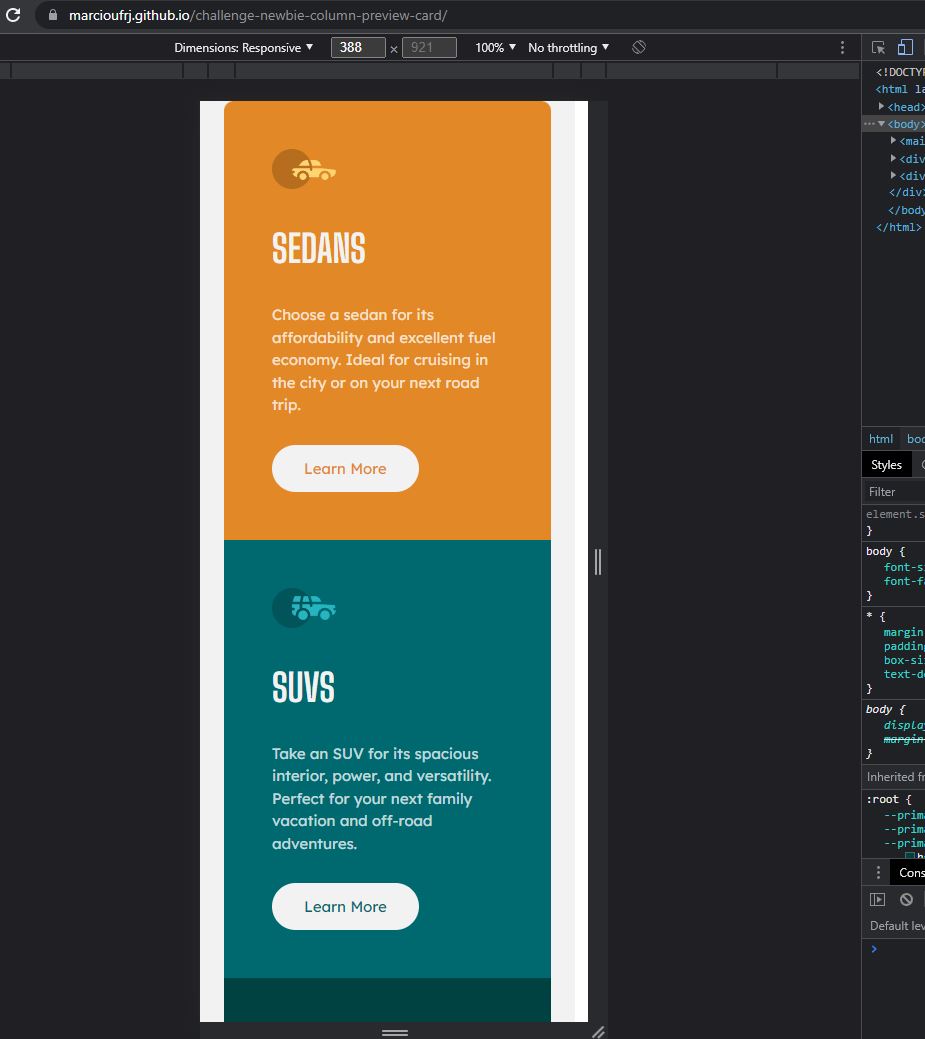 marcioufrj.github.io/challenge-newbie-column-preview-card/
Dimensions: Responsive ▼ 388 × 921 100% ▼ No throttling ▼
SEDANS
Choose a sedan for its
affordability and excellent fuel
economy. Ideal for cruising in
the city or on your next road
trip.
Learn More
SUVS
Take an SUV for its spacious
interior, power, and versatility.
Perfect for your next family
vacation and off-road
adventures.
Learn More
<!DOCTYP
<html la
<head>
<body>
<mai
<div
<div
</div>
</body
</html>
html boc
Styles
Filter
element.s
}
body {
font-si
font-fa
}
* {
margin
padding
box-siz
text-de
}
body {
display
margin
}
Inherited fr
:root {
--prima
--prima
--prima
Cons
Default lev